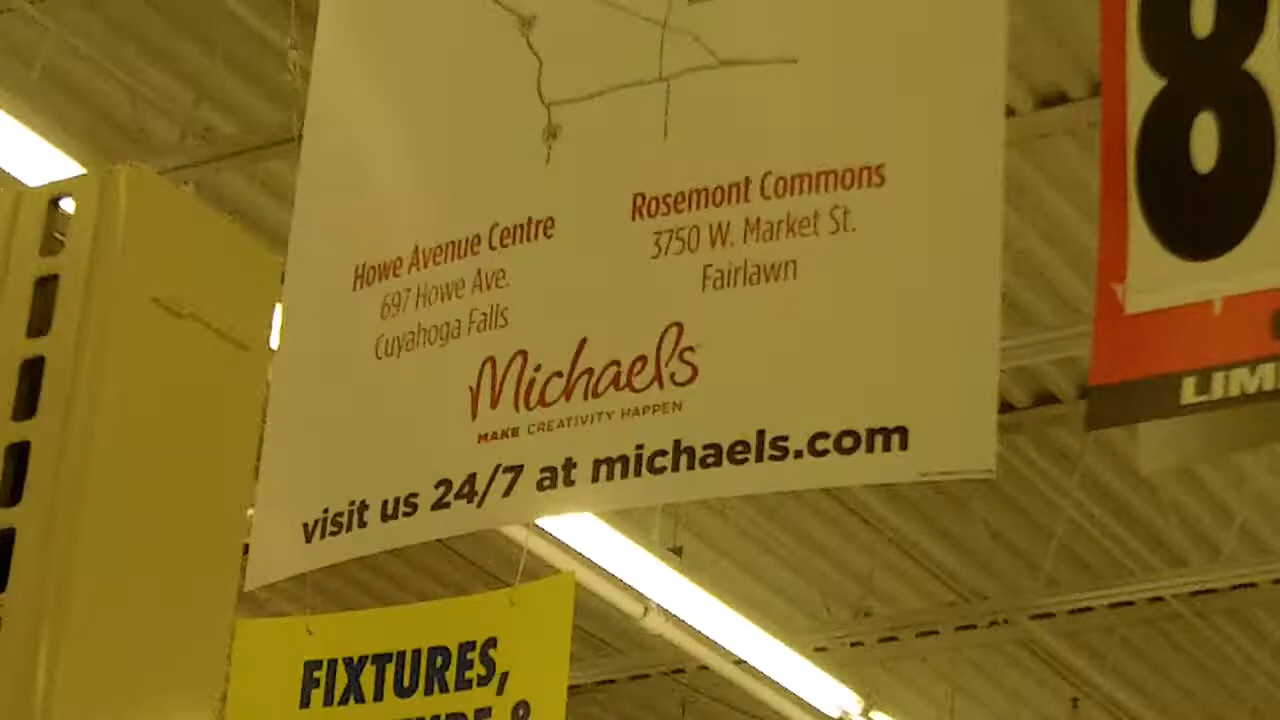 Howe Avenue Centre
697 Howe Ave.
Cuyahoga Falls
Rosemont Commons
3750 W. Market St.
Fairlawn
Michaels
MAKE CREATIVITY HAPPEN
visit us 24/7 at michaels.com
8
LIM
FIXTURES,
&